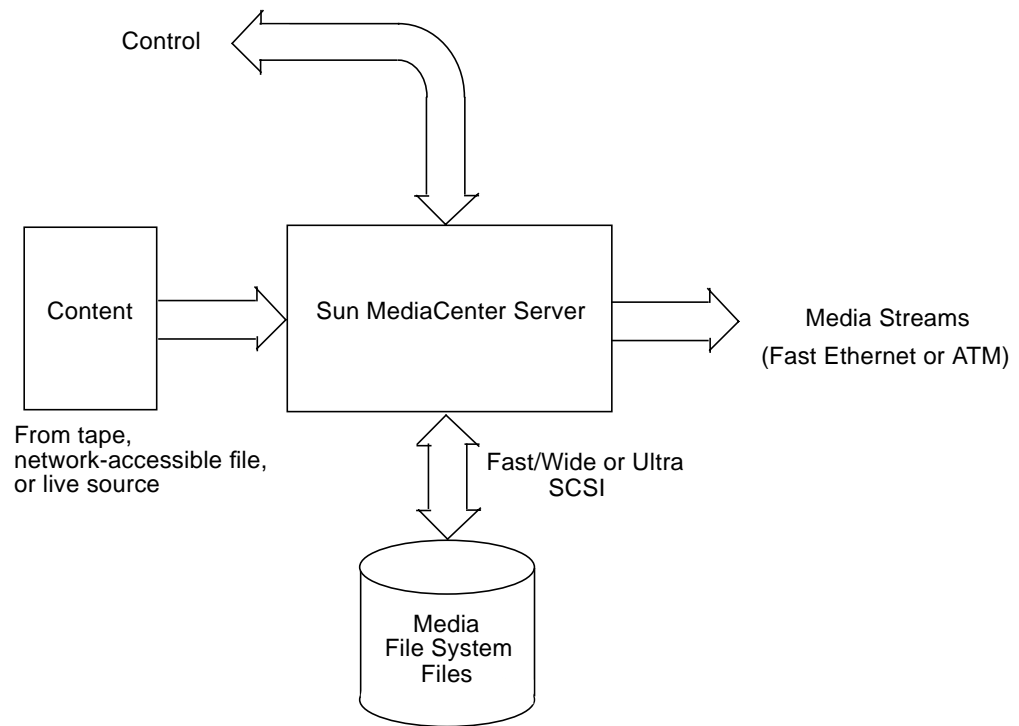 Control
Content
Sun MediaCenter Server
Media Streams
(Fast Ethernet or ATM)
From tape,
network-accessible file,
or live source
Fast/Wide or Ultra
SCSI
Media
File System
Files